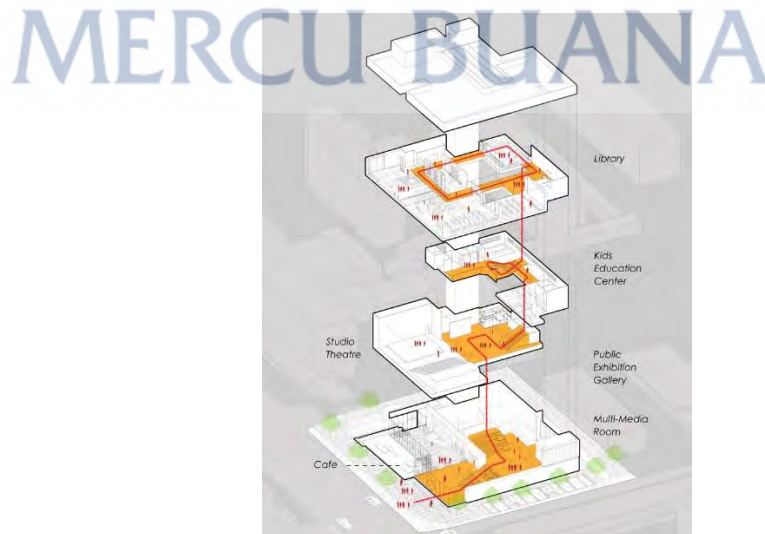 MERCU BUANA
Library
Kids
Education
Center
Studio
Theatre
Public
Exhibition
Gallery
Multi-Media
Room
Cafe